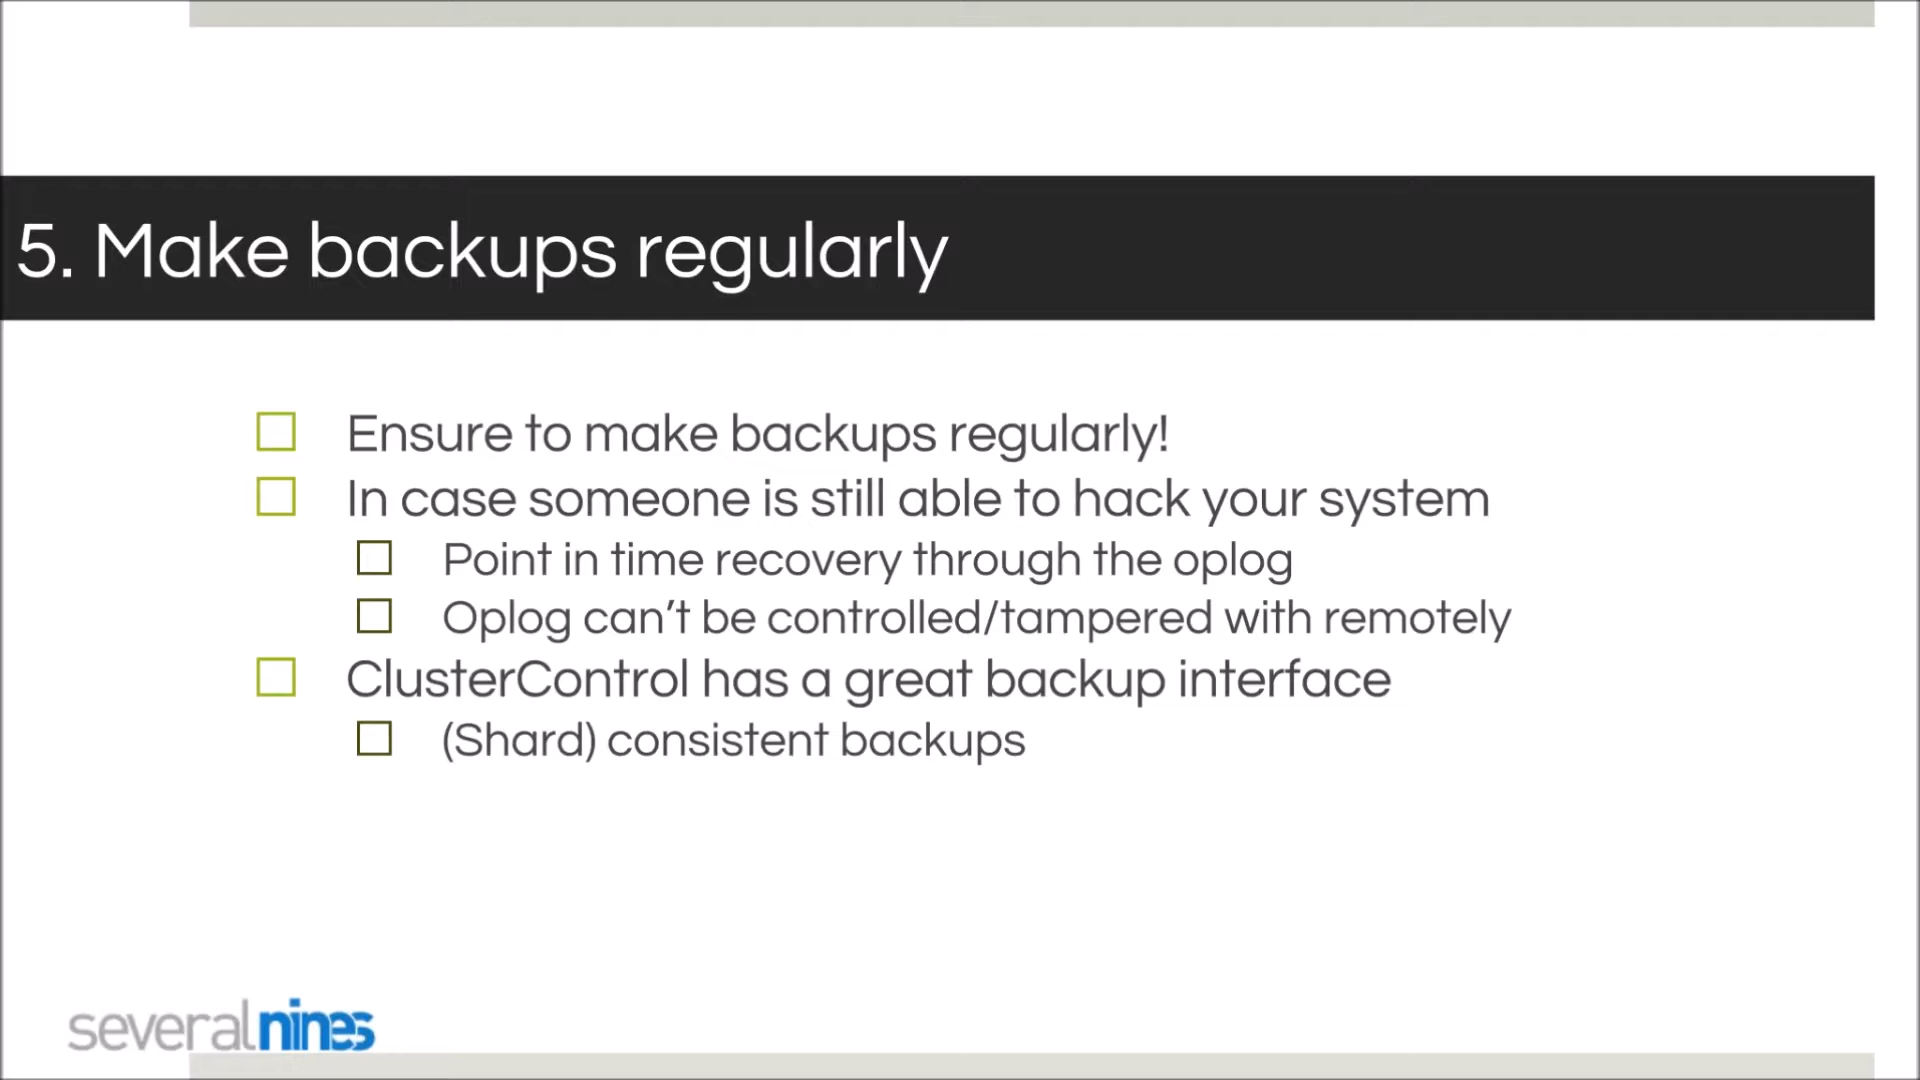 5. Make backups regularly
Ensure to make backups regularly!
In case someone is still able to hack your system
Point in time recovery through the oplog
Oplog can’t be controlled/tampered with remotely
ClusterControl has a great backup interface
(Shard) consistent backups
severalnines